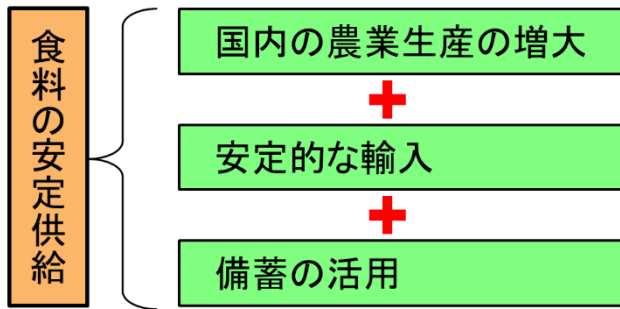 食料の安定供給
国内の農業生産の増大
安定的な輸入
備蓄の活用